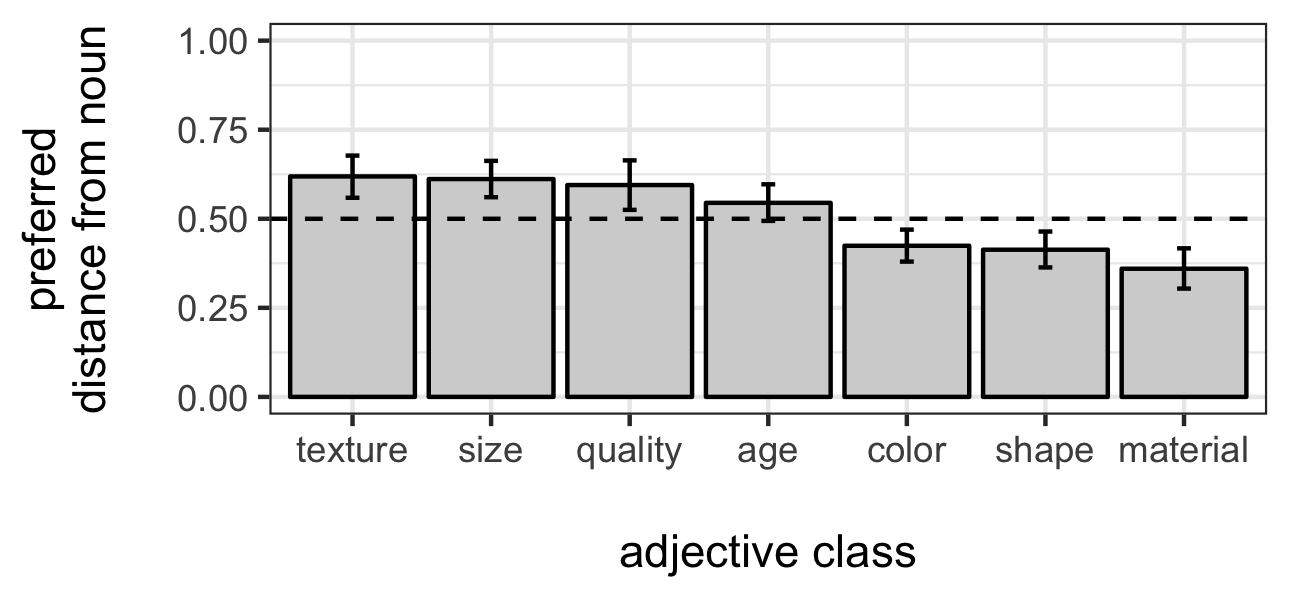 preferred
distance from noun
1.00
0.75
0.50
0.25
0.00
texture size quality age color shape material
adjective class